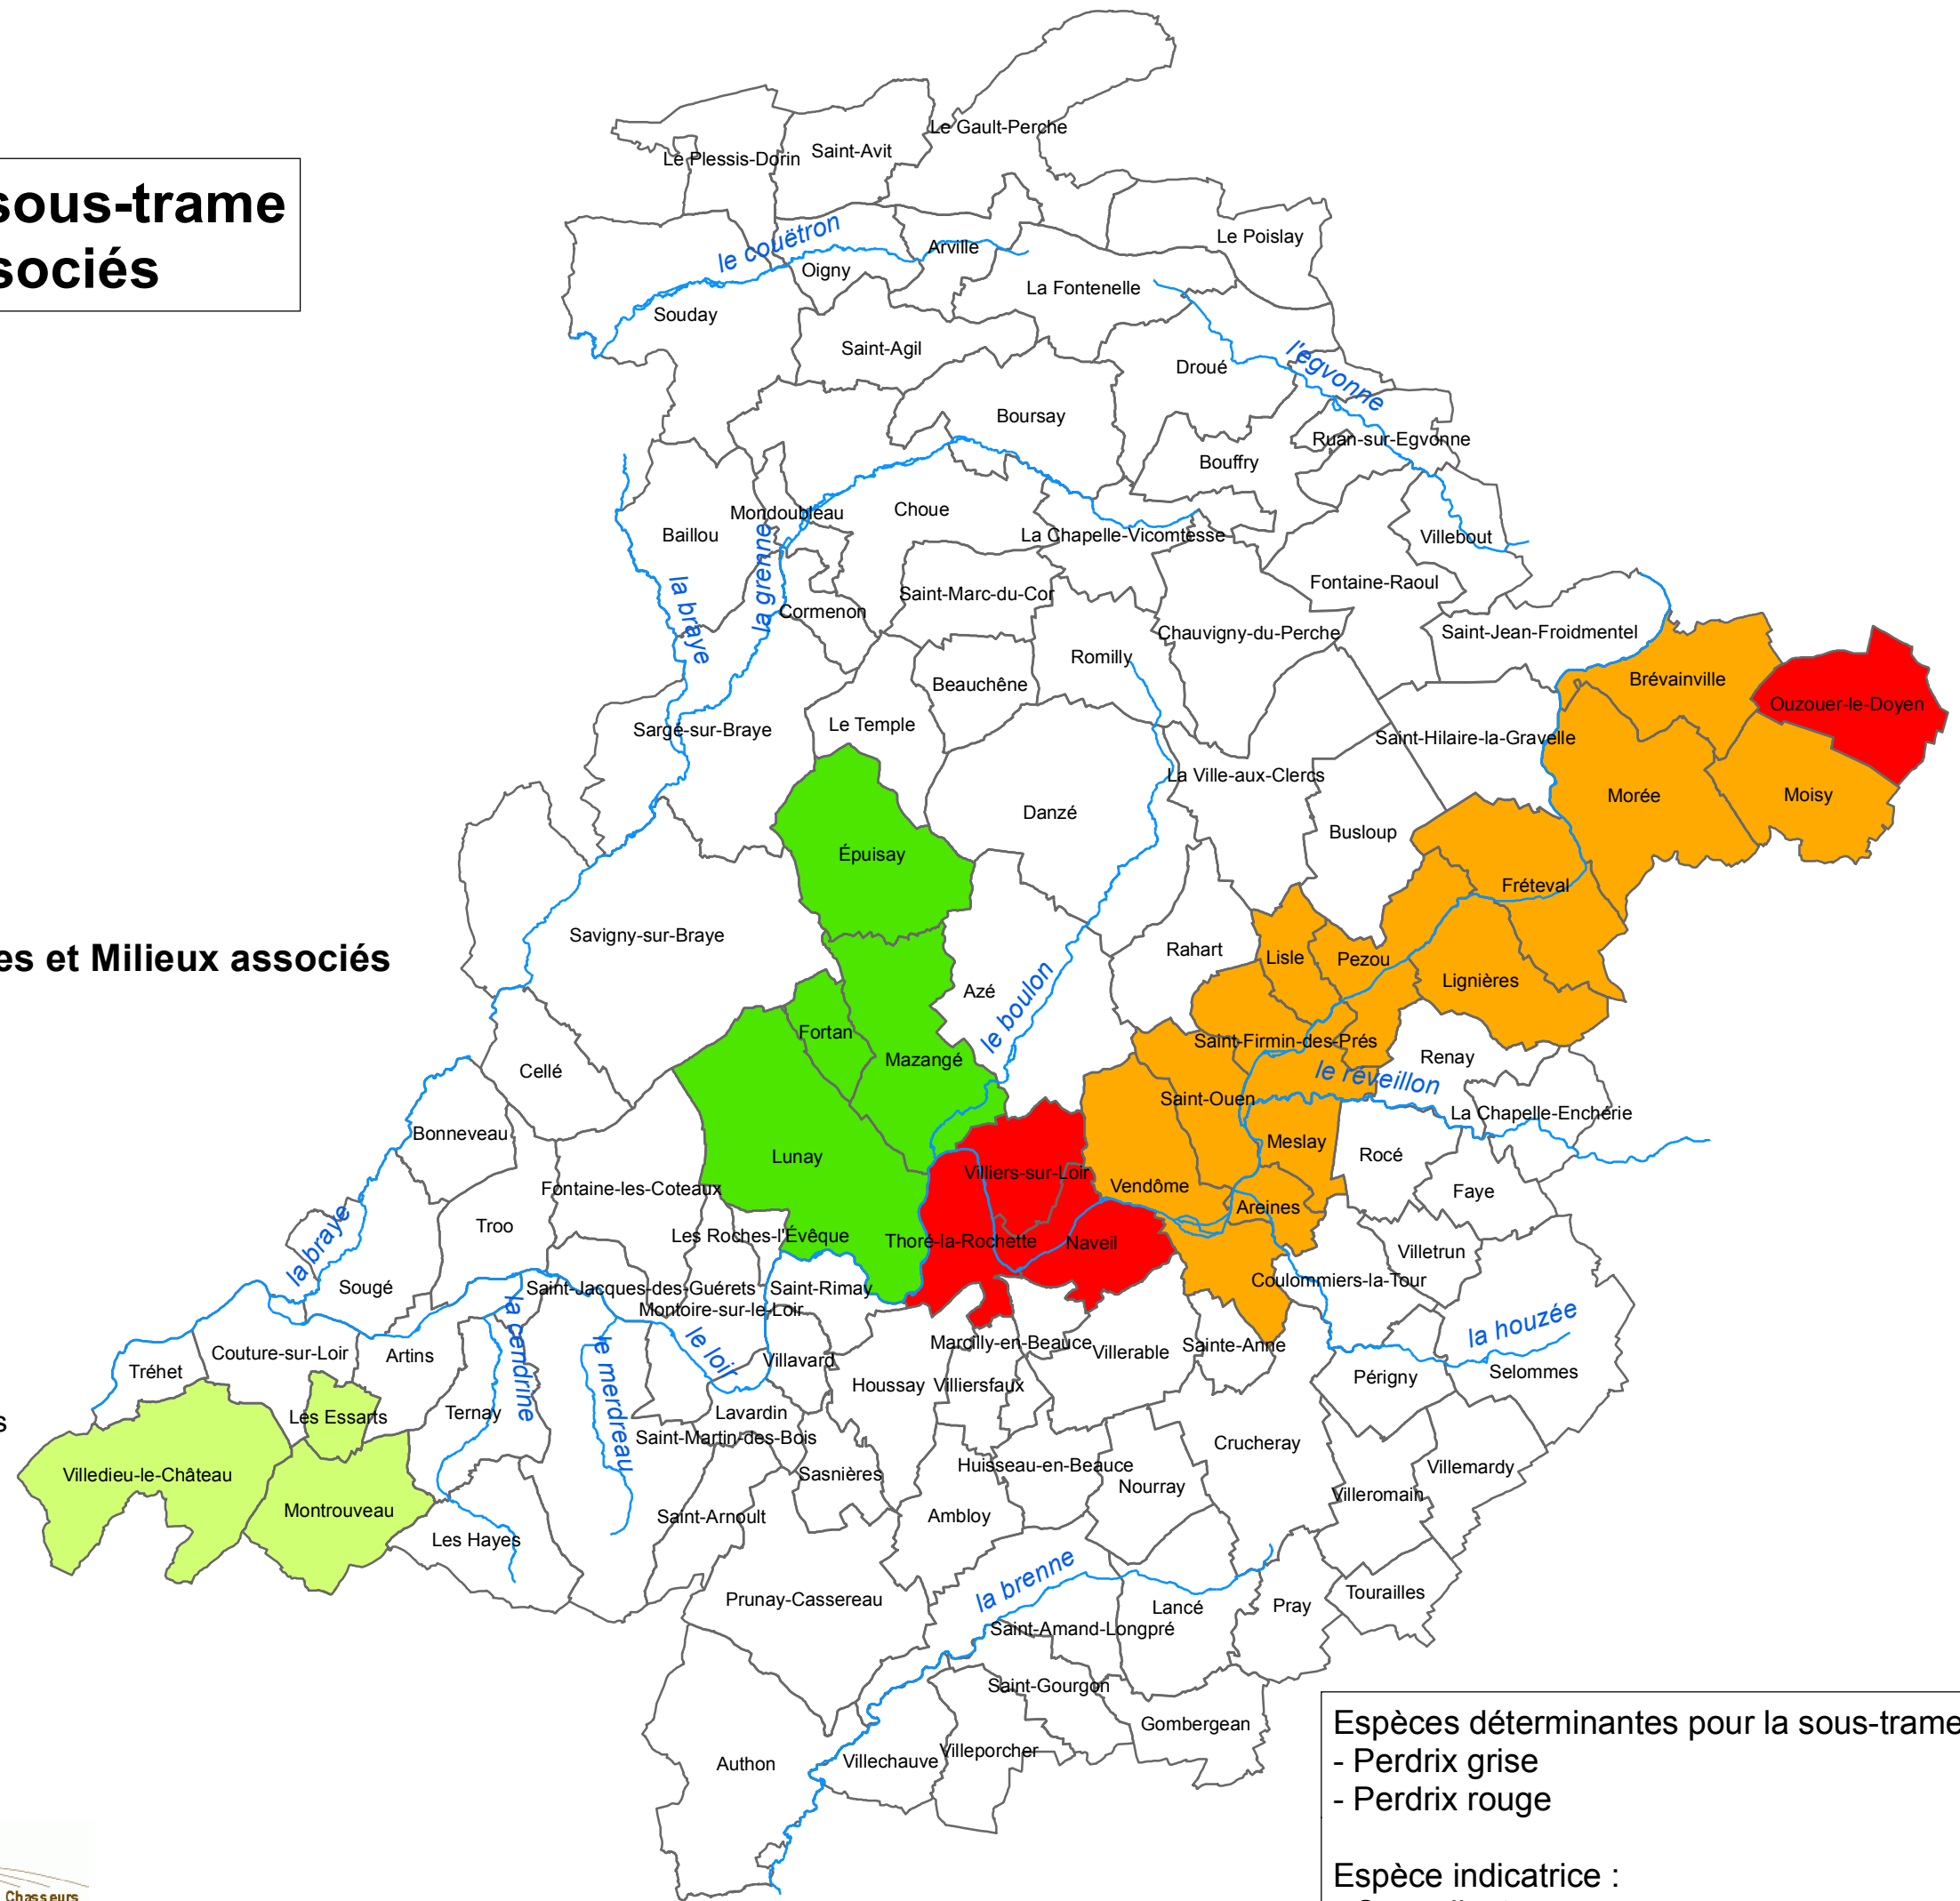 sous-trame
sociés
Le Gault-Perche
Le Plessis-Dorin
Saint-Avit
Le Poislay
le couëtron
Arville
Oigny
La Fontenelle
Souday
Saint-Agil
Droué
l'egvonne
Boursay
Ruan-sur-Egvonne
Bouffry
Mondoubleau
Choue
Baillou
La Chapelle-Vicomtesse
Villebout
la grenne
la braye
Fontaine-Raoul
Saint-Marc-du-Cor
Cormenon
Chauvigny-du-Perche
Saint-Jean-Froidmentel
Romilly
Beauchêne
Brévainville
Ouzouer-le-Doyen
Le Temple
Sargé-sur-Braye
Saint-Hilaire-la-Gravelle
La Ville-aux-Clercs
Morée
Moisy
Danzé
Busloup
Épuisay
Fréteval
Savigny-sur-Braye
Rahart
Lisle
Pezou
es et Milieux associés
Lignières
Azé
le boulon
Fortan
Saint-Firmin-des-Prés
Mazangé
Renay
Cellé
le réveillon
Saint-Ouen
La Chapelle-Enchérie
Bonneveau
Meslay
Lunay
Rocé
Villiers-sur-Loir
Vendôme
Fontaine-les-Coteaux
Faye
Areines
Troo
Les Roches-l'Évêque
Thoré-la-Rochette
Naveil
la braye
Villetrun
Coulommiers-la-Tour
Sougé
Saint-Jacques-des-Guérets
Saint-Rimay
Montoire-sur-le-Loir
la cendrine
le merdreau
le loir
la houzée
Marcilly-en-Beauce
Villerable
Sainte-Anne
Couture-sur-Loir
Artins
Villavard
Tréhet
Selommes
Périgny
Houssay
Villiersfaux
Les Essarts
Ternay
Lavardin
Saint-Martin-des-Bois
s
Crucheray
Villedieu-le-Château
Sasnières
Huisseau-en-Beauce
Villemardy
Nourray
Villeromain
Montrouveau
Saint-Arnoult
Ambloy
Les Hayes
la brenne
Prunay-Cassereau
Lancé
Pray
Tourailles
Saint-Amand-Longpré
Saint-Gourgon
Gombergean
Authon
Villechauve
Villeporcher
Espèces déterminantes pour la sous-trame
- Perdrix grise
- Perdrix rouge
Espèce indicatrice :
Chasseurs